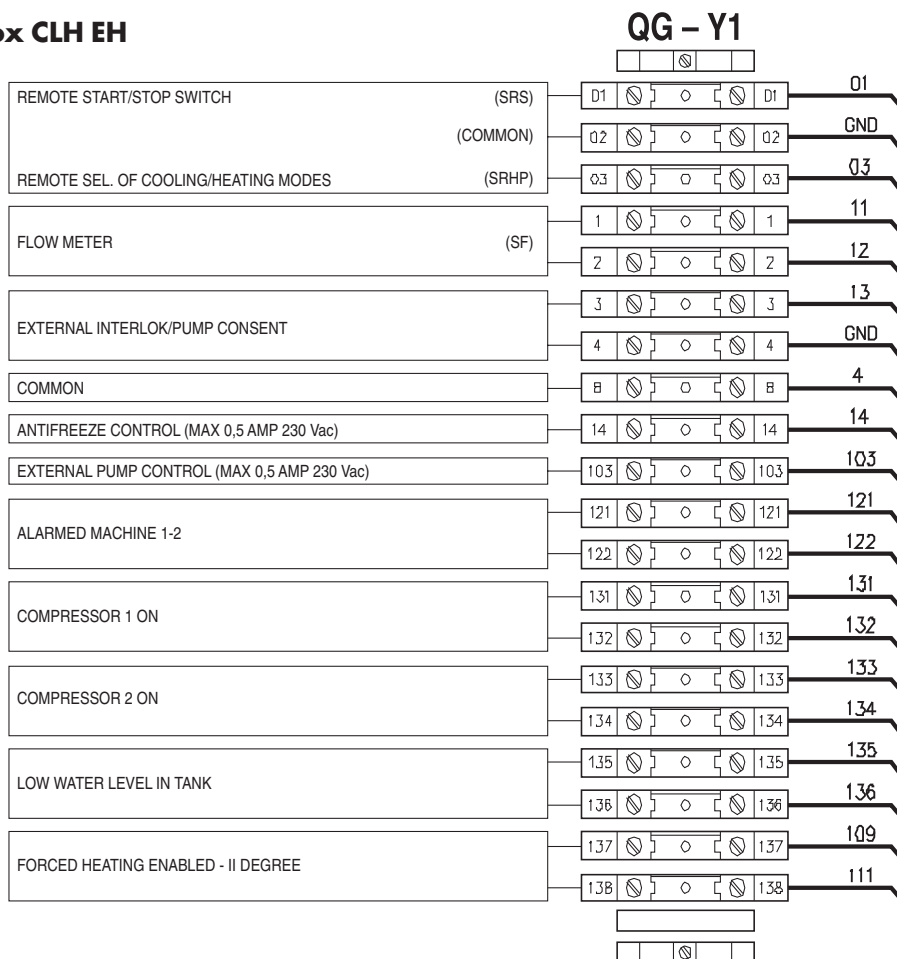 ox CLH EH
QG – Y1
REMOTE START/STOP SWITCH (SRS) 01 01 01
(COMMON) 02 02 GND
REMOTE SEL. OF COOLING/HEATING MODES (SRHP) 03 03 03
1 1 11
FLOW METER (SF)
2 2 12
3 3 13
EXTERNAL INTERLOK/PUMP CONSENT
4 4 GND
COMMON 8 8 4
ANTIFREEZE CONTROL (MAX 0,5 AMP 230 Vac) 14 14 14
EXTERNAL PUMP CONTROL (MAX 0,5 AMP 230 Vac) 103 103 103
121 121 121
ALARMED MACHINE 1-2
122 122 122
131 131 131
COMPRESSOR 1 ON
132 132 132
133 133 133
COMPRESSOR 2 ON
134 134 134
135 135 135
LOW WATER LEVEL IN TANK
136 136 136
137 137 109
FORCED HEATING ENABLED - II DEGREE
138 138 111